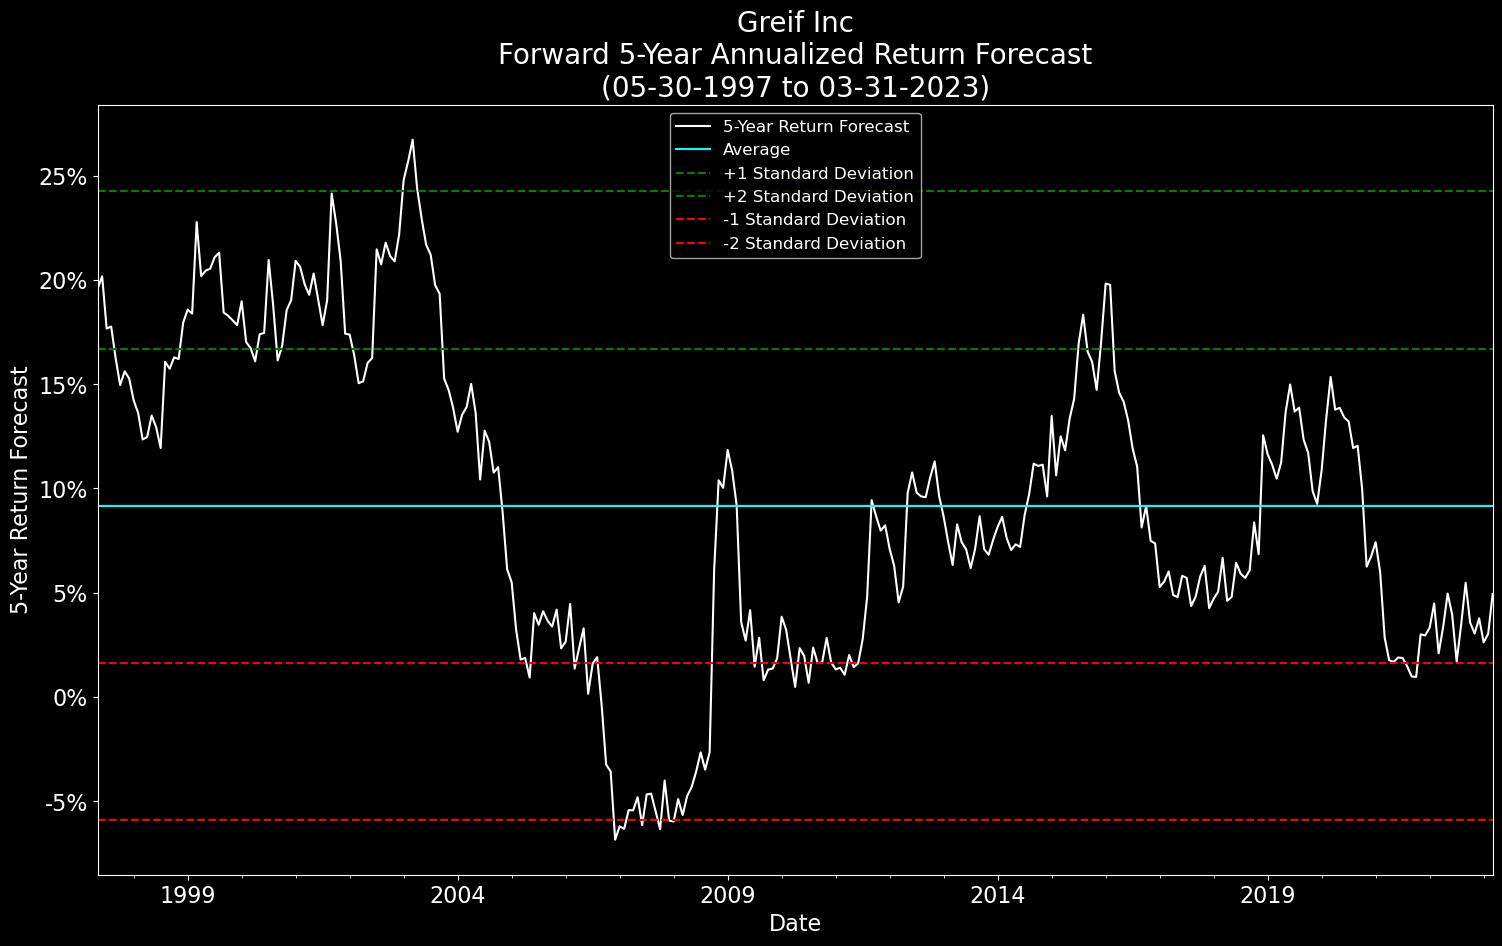 Greif Inc
Forward 5-Year Annualized Return Forecast
(05-30-1997 to 03-31-2023)
5-Year Return Forecast
Average
+1 Standard Deviation
+2 Standard Deviation
-1 Standard Deviation
-2 Standard Deviation
25%
20%
15%
10%
5%
0%
-5%
5-Year Return Forecast
1999
2004
2009
2014
2019
Date